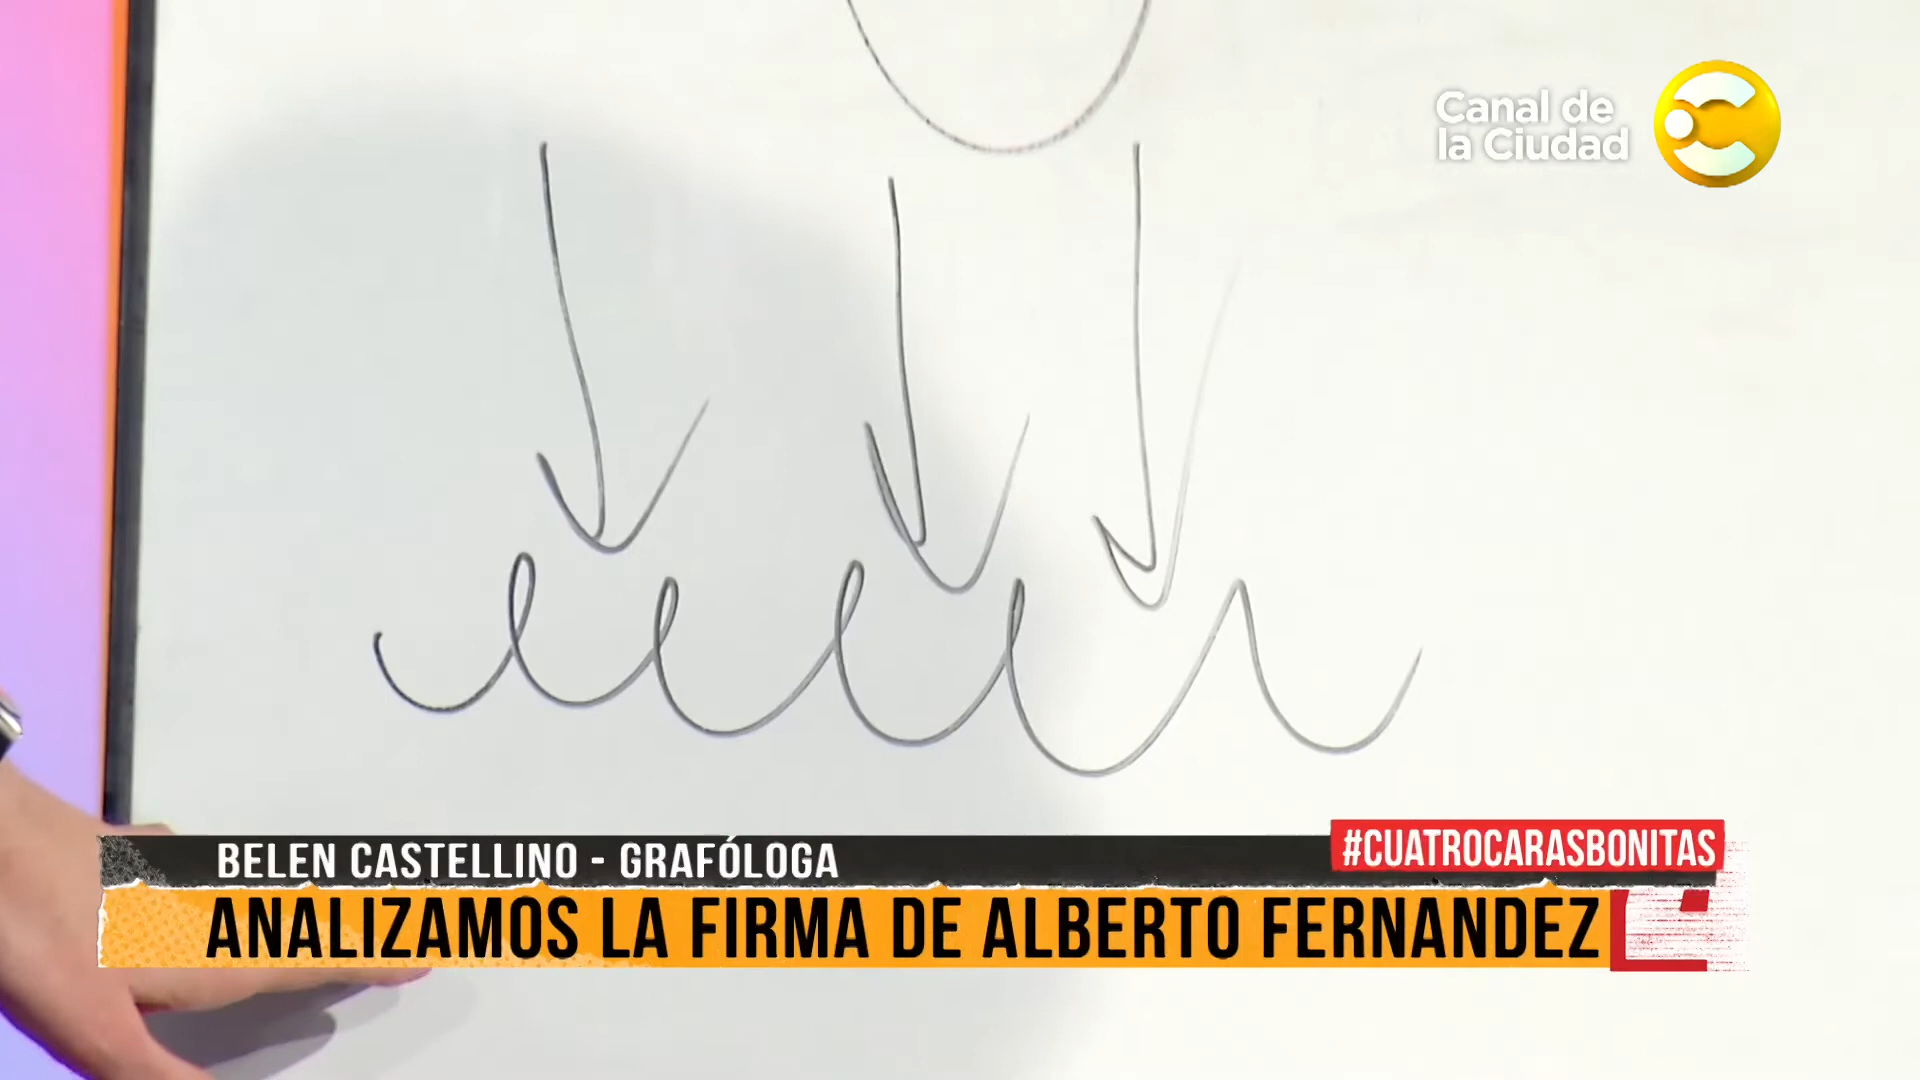 Canal de
la Ciudad
#CUATROCARASBONITAS
BELEN CASTELLINO - GRAFÓLOGA
ANALIZAMOS LA FIRMA DE ALBERTO FERNANDEZ